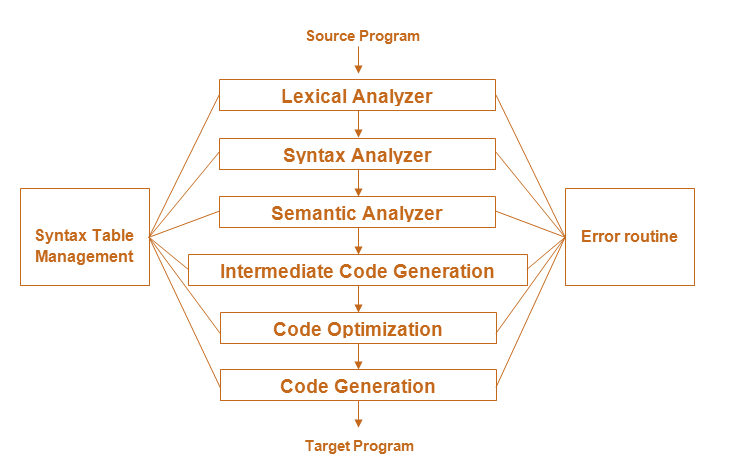 Source Program
Lexical Analyzer
Syntax Analyzer
Semantic Analyzer
Syntax Table
Management
Error routine
Intermediate Code Generation
Code Optimization
Code Generation
Target Program